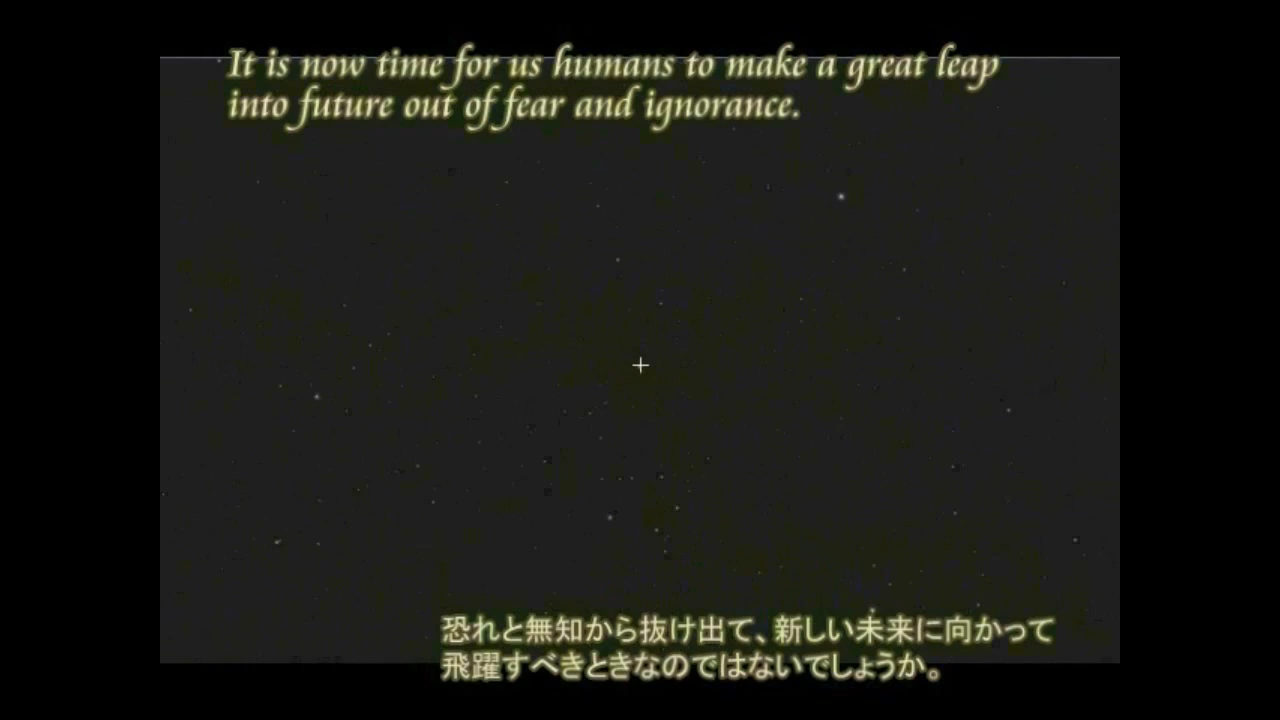 It is now time for us humans to make a great leap
into future out of fear and ignorance.
恐れと無知から抜け出て、新しい未来に向かって
飛躍すべきときなのではないでしょうか。